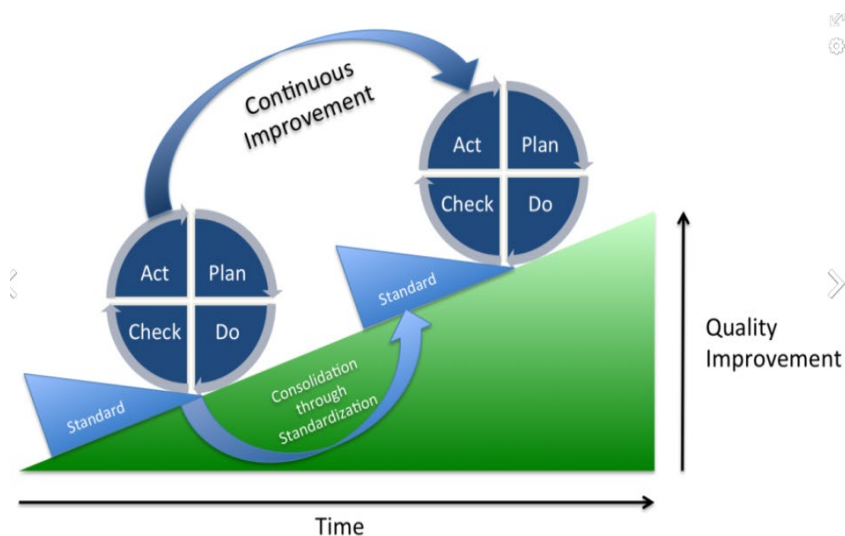 Continuous
Improvement
Act
Plan
Check
Do
Act
Plan
Check
Do
Standard
Standard
Consolidation
through
Standardization
Quality
Improvement
Time